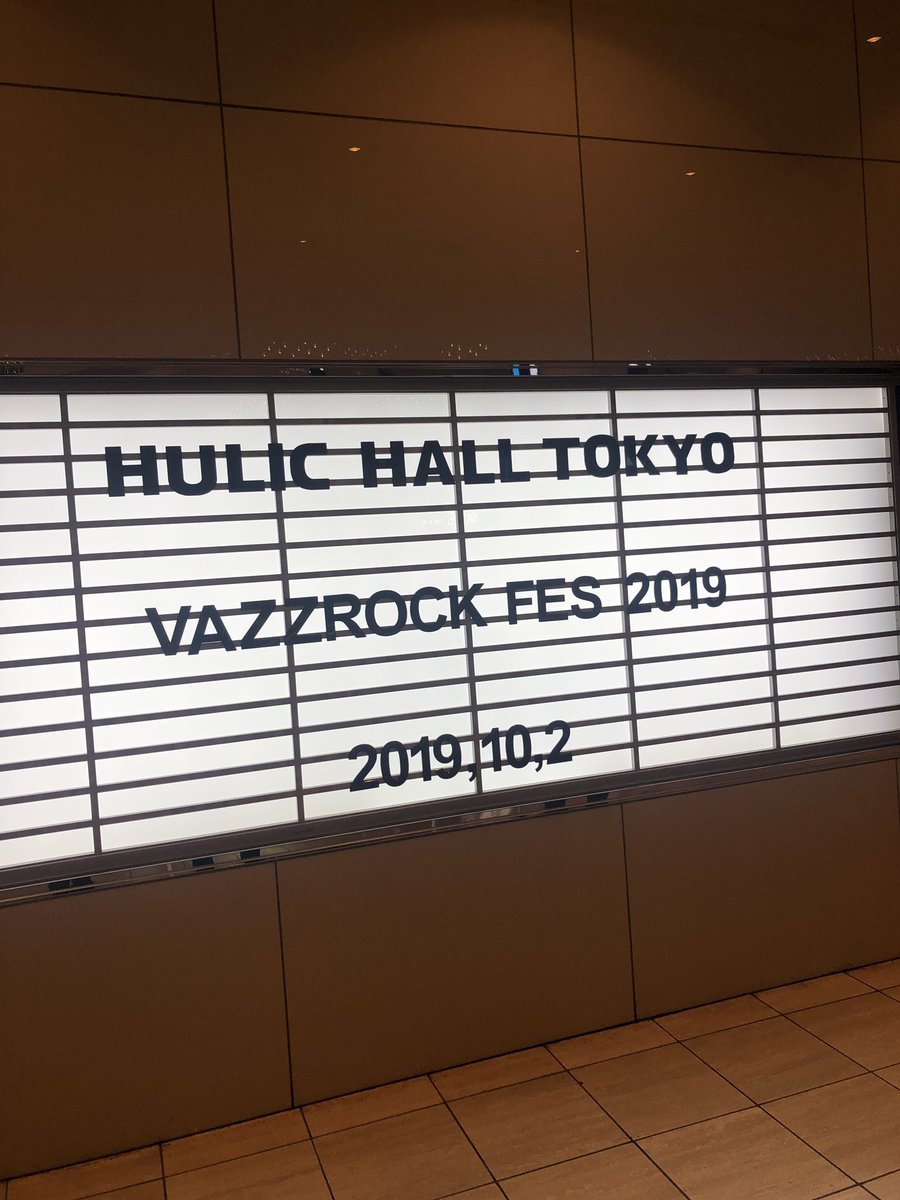 HULIC HALL TOKYO
VAZZROCK FES 2019
2019,10,2